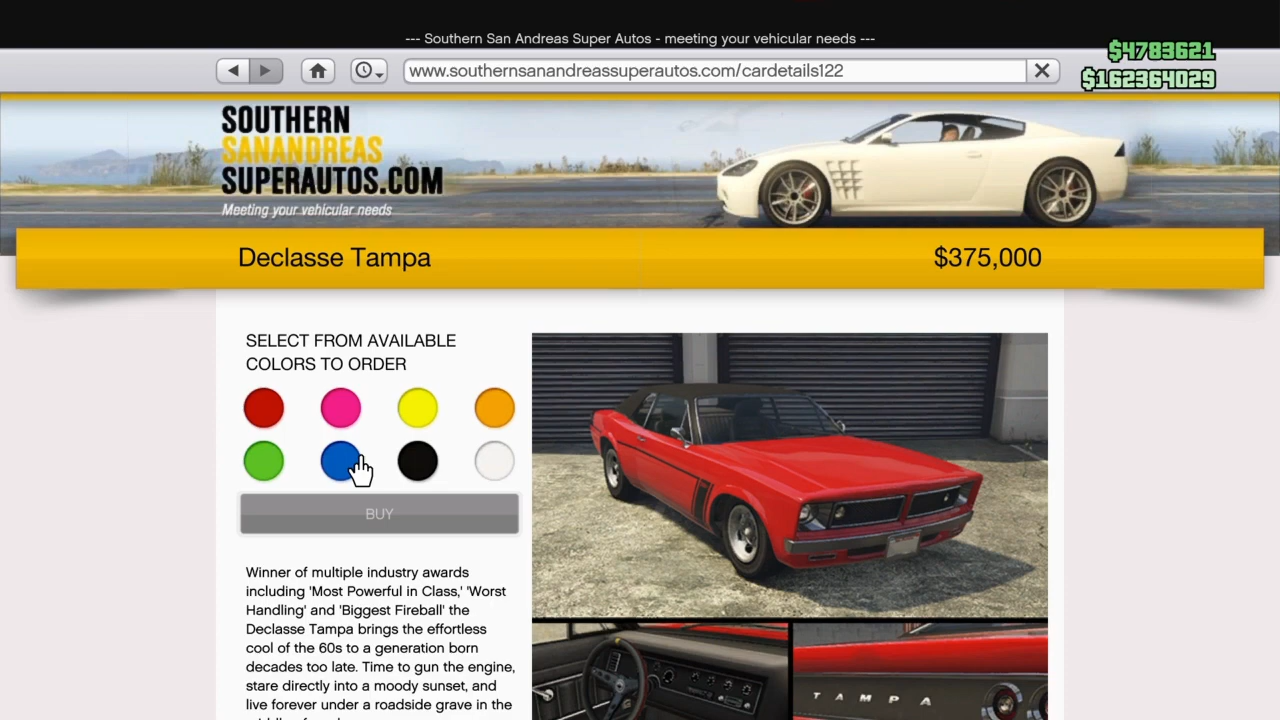 --- Southern San Andreas Super Autos - meeting your vehicular needs ---
$4783621
www.southernsanandreassuperautos.com/cardetails122
$162364029
SOUTHERN
SANANDREAS
SUPERAUTOS.COM
Meeting your vehicular needs
Declasse Tampa
$375,000
SELECT FROM AVAILABLE
COLORS TO ORDER
BUY
Winner of multiple industry awards
including 'Most Powerful in Class,' 'Worst
Handling' and 'Biggest Fireball' the
Declasse Tampa brings the effortless
cool of the 60s to a generation born
decades too late. Time to gun the engine,
stare directly into a moody sunset, and
live forever under a roadside grave in the
TAMPA